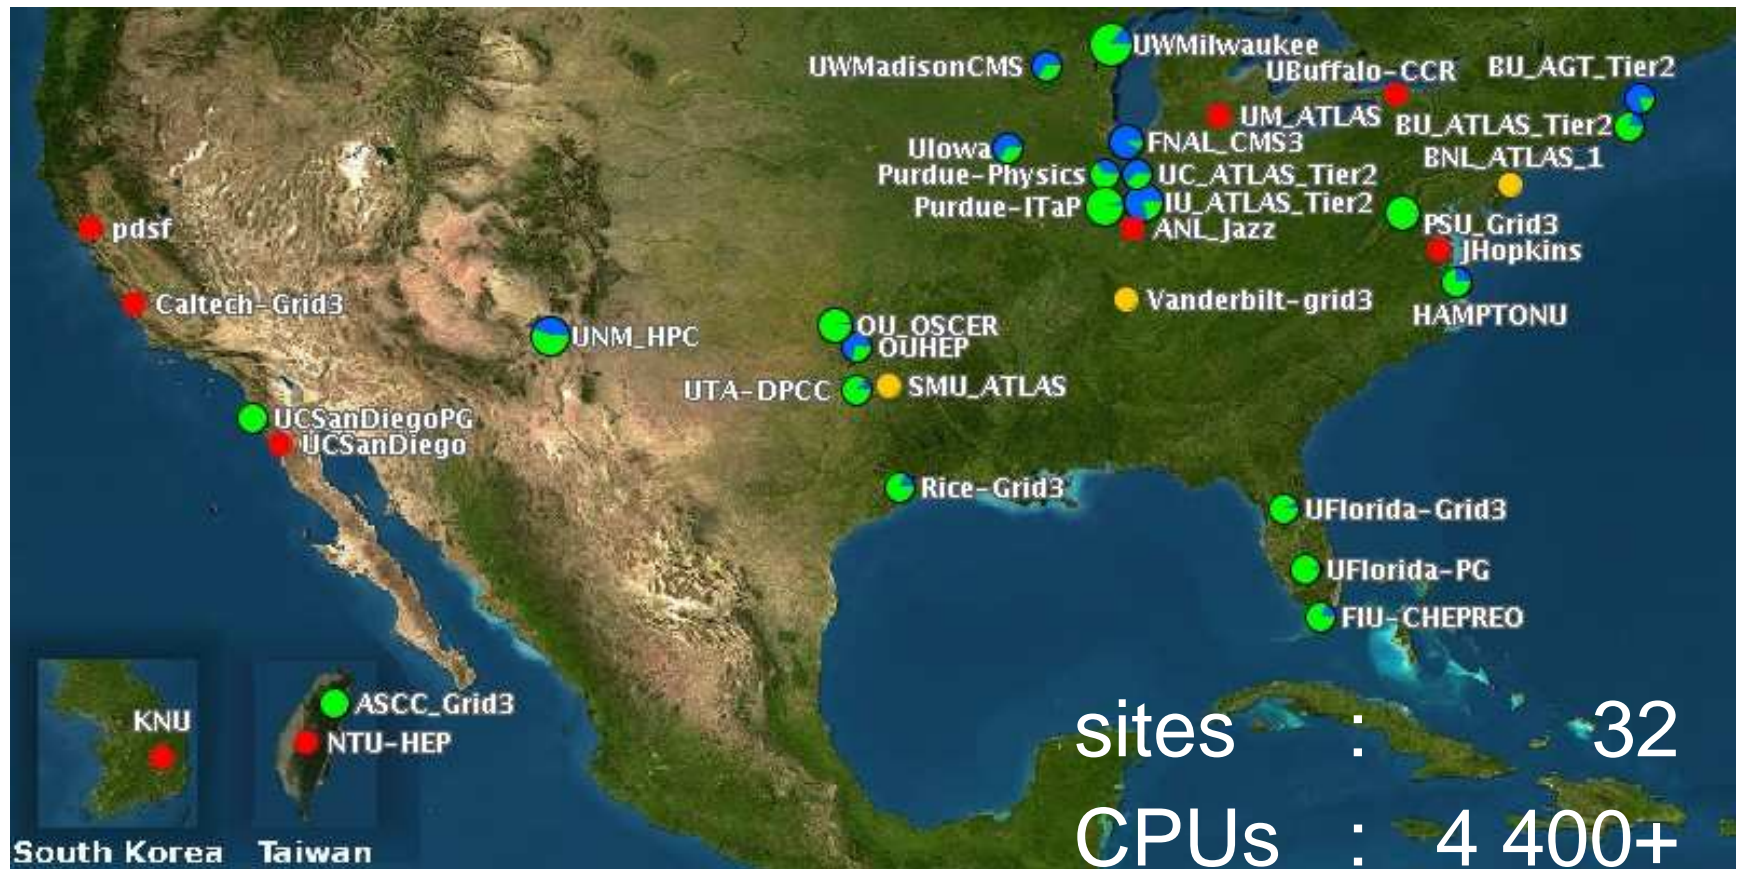 UWMilwaukee
UWMadisonCMS
UBuffalo-CCR
BU_AGT_Tier2
UM_ATLAS
BU_ATLAS_Tier2
FNAL_CMS3
UIowa
BNL_ATLAS_1
Purdue-Physics
UC_ATLAS_Tier2
Purdue-ITaP
IU_ATLAS_Tier2
PSU_Grid3
pdsf
ANL_Jazz
JHopkins
Caltech-Grid3
Vanderbilt-grid3
HAMPTONU
UNM_HPC
OU_OSCER
OUHEP
UTA-DPCC
SMU_ATLAS
UCSanDiegoPG
UCSanDiego
Rice-Grid3
UFlorida-Grid3
UFlorida-PG
FIU-CHEPREO
ASCC_Grid3
KNU
NTU-HEP
sites : 32
CPUs : 4 400+
South Korea
Taiwan